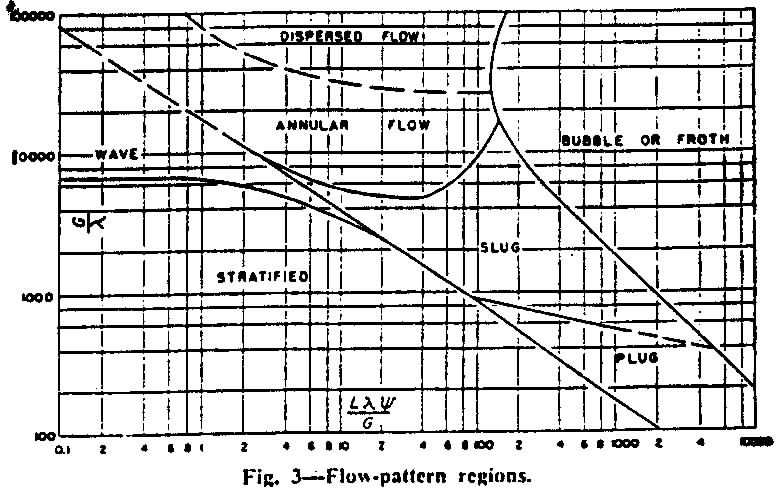 100000
DISPERSED FLOW
ANNULAR FLOW
BUBBLE OR FROTH
10000
WAVE
G/λ
SLUG
STRATIFIED
1000
PLUG
LλΨ/G
100
0.1 2 4 6 8 1 2 4 6 8 10 2 4 6 8 100 2 4 6 8 1000 2 4 10000
Fig. 3—Flow-pattern regions.